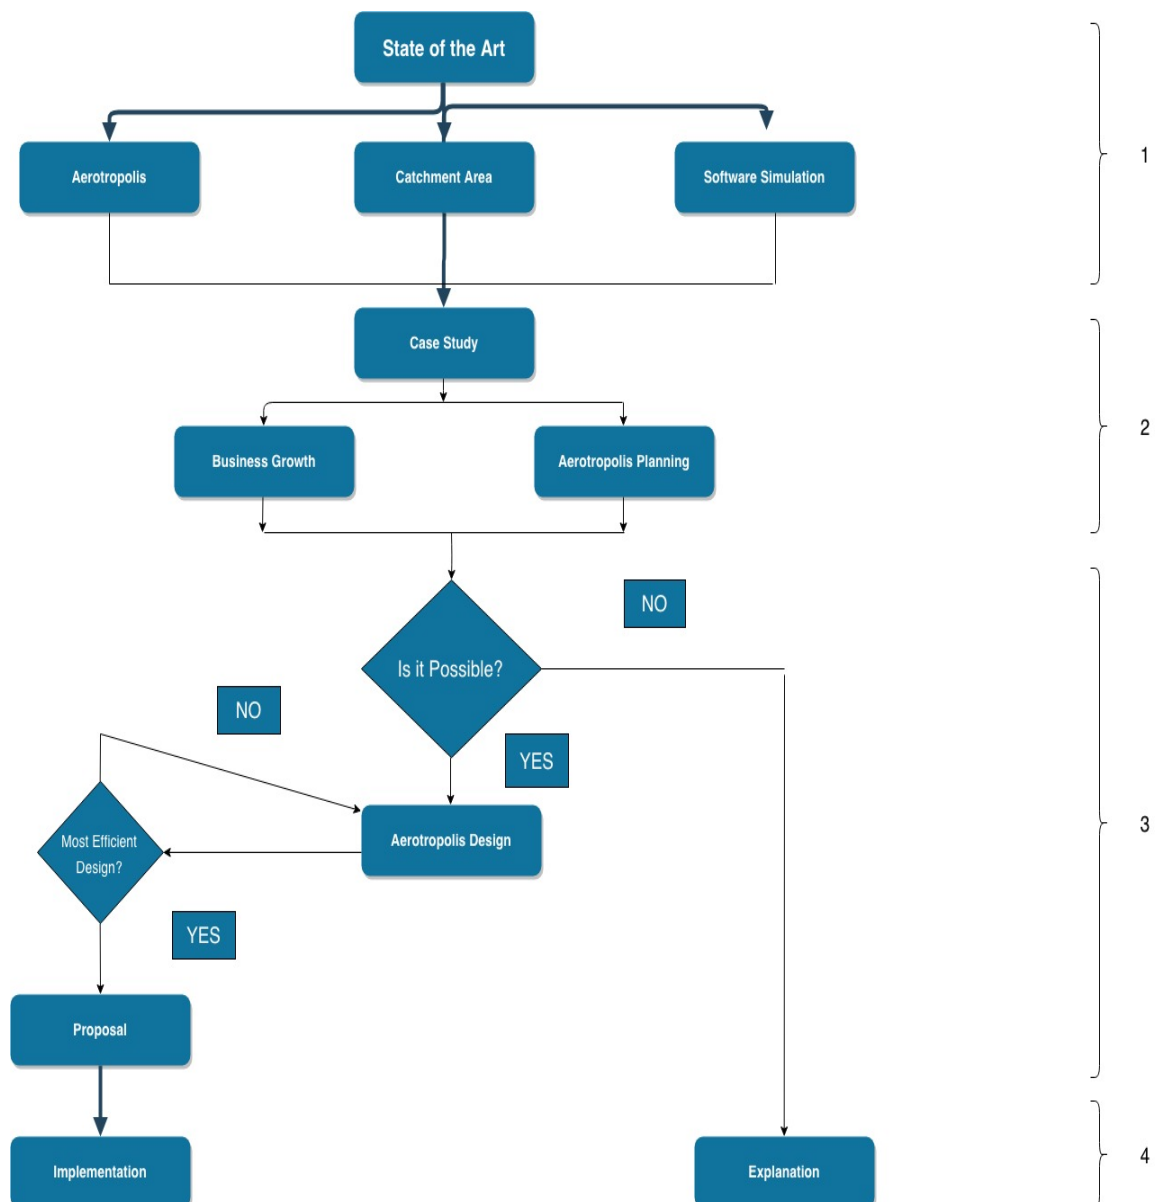 State of the Art
Aerotropolis
Catchment Area
Software Simulation
1
Case Study
Business Growth
Aerotropolis Planning
2
NO
Is it Possible?
NO
YES
Aerotropolis Design
Most Efficient
Design?
3
YES
Proposal
Implementation
Explanation
4